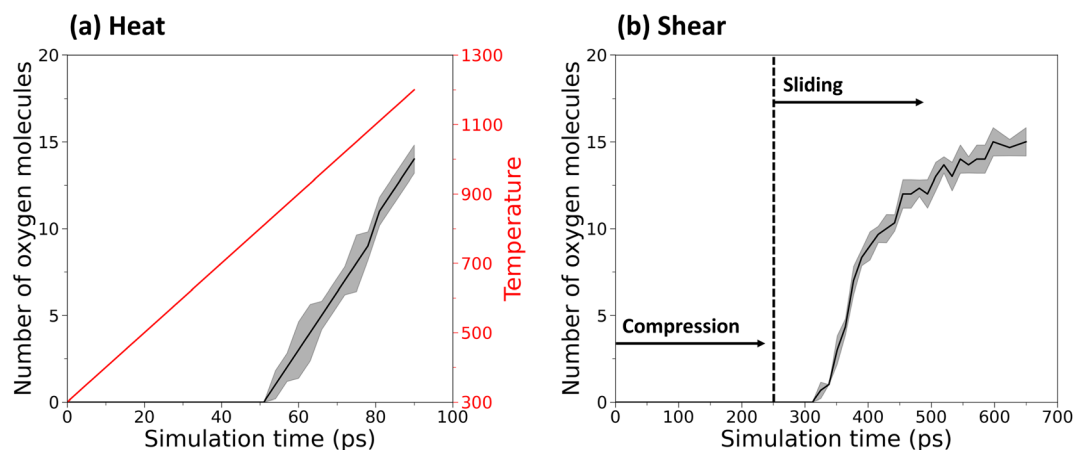 (a) Heat
20
15
10
5
0
Number of oxygen molecules
1300
1100
900
700
500
300
Temperature
0 20 40 60 80 100
Simulation time (ps)
(b) Shear
20
15
10
5
0
Number of oxygen molecules
Sliding
Compression
0 100 200 300 400 500 600 700
Simulation time (ps)